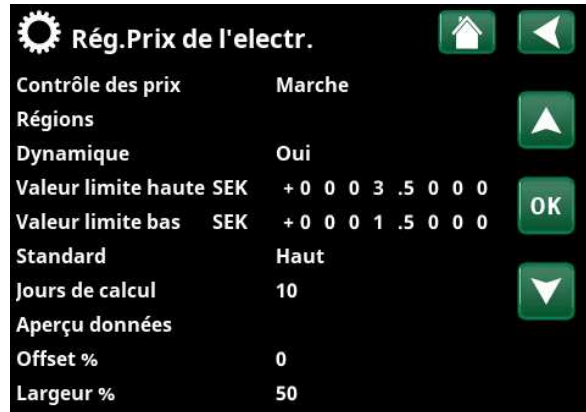 Rég.Prix de l'electr.
Contrôle des prix Marche
Régions
Dynamique Oui
Valeur limite haute SEK + 0 0 0 3 .5 0 0 0
Valeur limite bas SEK + 0 0 0 1 .5 0 0 0
OK
Standard Haut
Jours de calcul 10
Aperçu données
Offset % 0
Largeur % 50